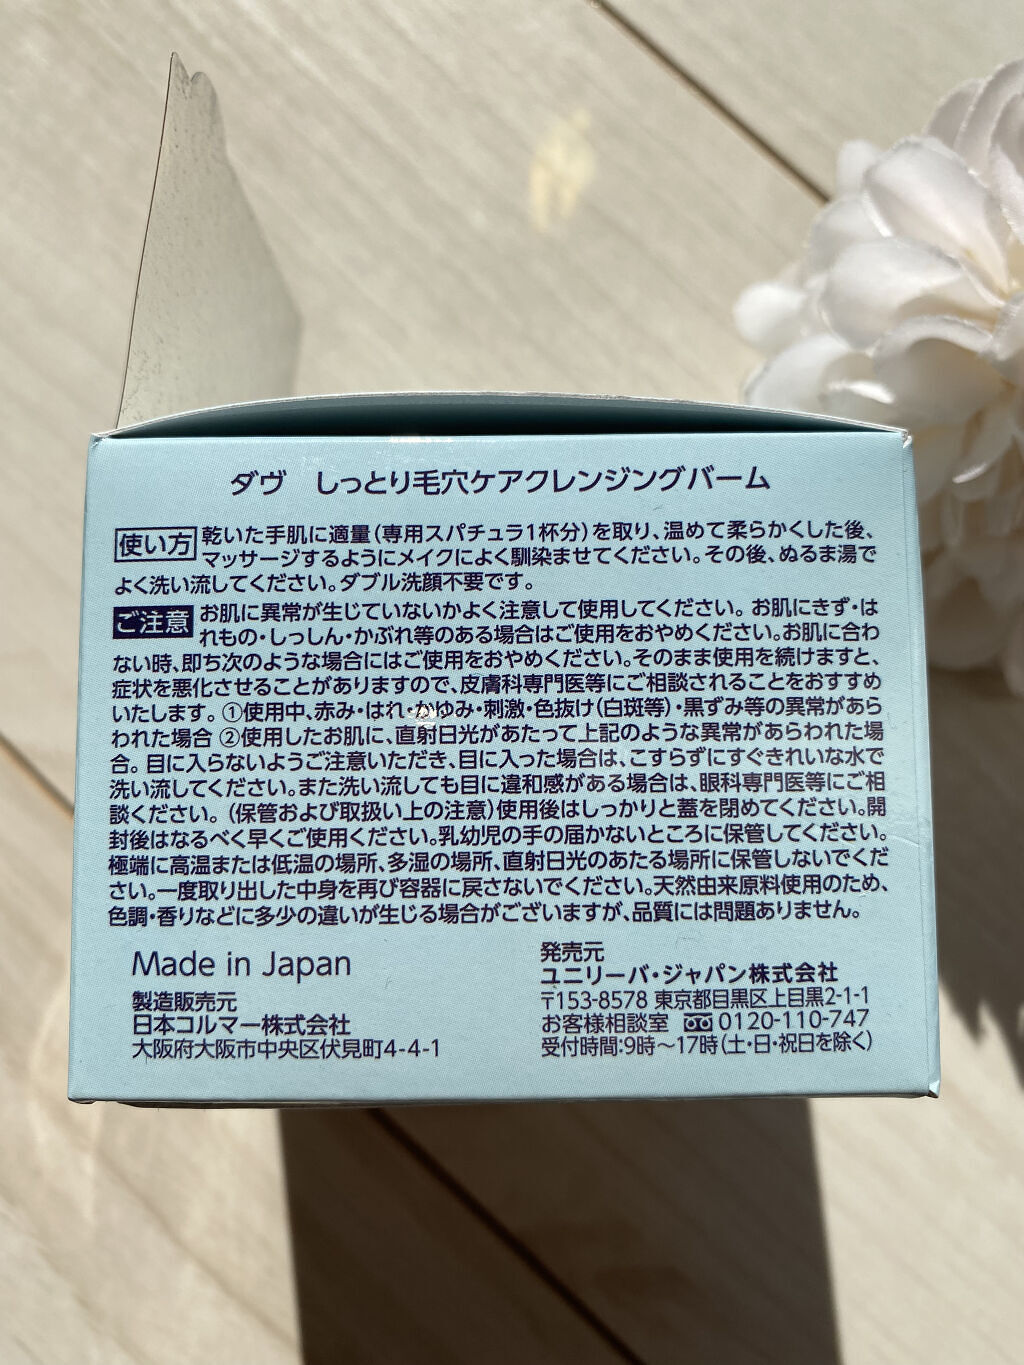 ダヴ しっとり毛穴ケアクレンジングバーム
使い方 乾いた手肌に適量(専用スパチュラ1杯分)を取り、温めて柔らかくした後、
マッサージするようにメイクによく馴染ませてください。その後、ぬるま湯で
よく洗い流してください。ダブル洗顔不要です。
ご注意 お肌に異常が生じていないかよく注意して使用してください。お肌にきず・は
れもの・しっしん・かぶれ等のある場合はご使用をおやめください。お肌に合わ
ない時、即ち次のような場合にはご使用をおやめください。そのまま使用を続けますと、
症状を悪化させることがありますので、皮膚科専門医等にご相談されることをおすすめ
いたします。①使用中、赤み・はれ・かゆみ・刺激・色抜け(白斑等)・黒ずみ等の異常があら
われた場合 ②使用したお肌に、直射日光があたって上記のような異常があらわれた場
合。目に入らないようご注意いただき、目に入った場合は、こすらずにすぐきれいな水で
洗い流してください。また洗い流しても目に違和感がある場合は、眼科専門医等にご相
談ください。(保管および取扱い上の注意)使用後はしっかりと蓋を閉めてください。開
封後はなるべく早くご使用ください。乳幼児の手の届かないところに保管してください。
極端に高温または低温の場所、多湿の場所、直射日光のあたる場所に保管しないでくだ
さい。一度取り出した中身を再び容器に戻さないでください。天然由来原料使用のため、
色調・香りなどに多少の違いが生じる場合がございますが、品質には問題ありません。
Made in Japan
製造販売元
日本コルマー株式会社
大阪府大阪市中央区伏見町4-4-1
発売元
ユニリーバ・ジャパン株式会社
〒153-8578 東京都目黒区上目黒2-1-1
お客様相談室 0120-110-747
受付時間:9時～17時(土・日・祝日を除く)